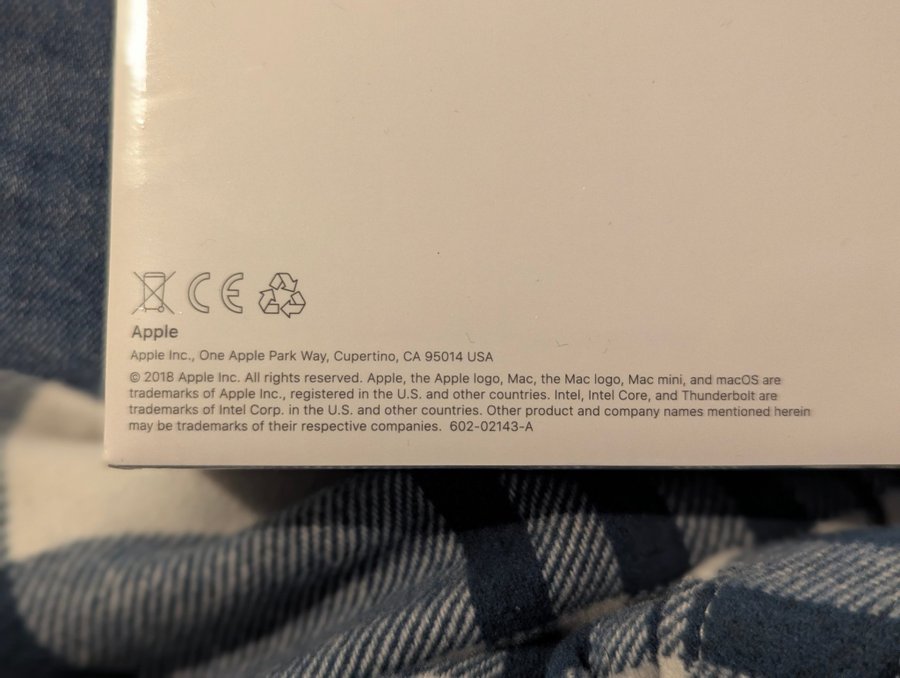 CE
Apple
Apple Inc., One Apple Park Way, Cupertino, CA 95014 USA
© 2018 Apple Inc. All rights reserved. Apple, the Apple logo, Mac, the Mac logo, Mac mini, and macOS are
trademarks of Apple Inc., registered in the U.S. and other countries. Intel, Intel Core, and Thunderbolt are
trademarks of Intel Corp. in the U.S. and other countries. Other product and company names mentioned herein
may be trademarks of their respective companies. 602-02143-A